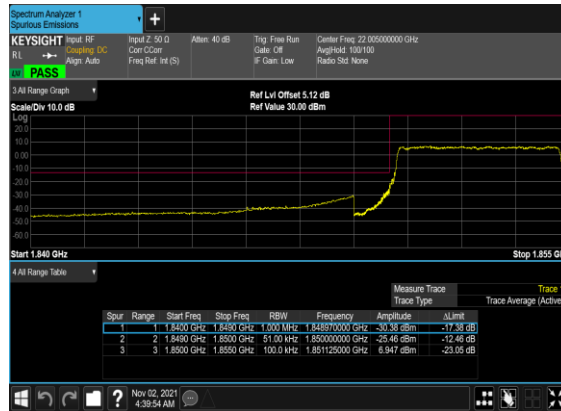 Spectrum Analyzer 1
Spurious Emissions
KEYSIGHT Input: RF Input Z: 50 Ω Atten: 40 dB Trig: Free Run Center Freq: 22.005000000 GHz
RL Coupling: DC Corr CCorr Gate: Off Avg|Hold: 100/100
Align: Auto Freq Ref: Int (S) IF Gain: Low Radio Std: None
PASS
3 All Range Graph
Ref Lvl Offset 5.12 dB
Scale/Div 10.0 dB Ref Value 30.00 dBm
Log
20.0
10.0
0.00
-10.0
-20.0
-30.0
-40.0
-50.0
-60.0
Start 1.840 GHz Stop 1.855 G
4 All Range Table
Measure Trace Trace
Trace Type Trace Average (Active
Spur Range Start Freq Stop Freq RBW Frequency Amplitude ΔLimit
1 1 1.8400 GHz 1.8490 GHz 1.000 MHz 1.848970000 GHz -30.38 dBm -17.38 dB
2 2 1.8490 GHz 1.8500 GHz 51.00 kHz 1.850000000 GHz -25.46 dBm -12.46 dB
3 3 1.8500 GHz 1.8550 GHz 100.0 kHz 1.851125000 GHz 6.947 dBm -23.05 dB
Nov 02, 2021
4:39:54 AM